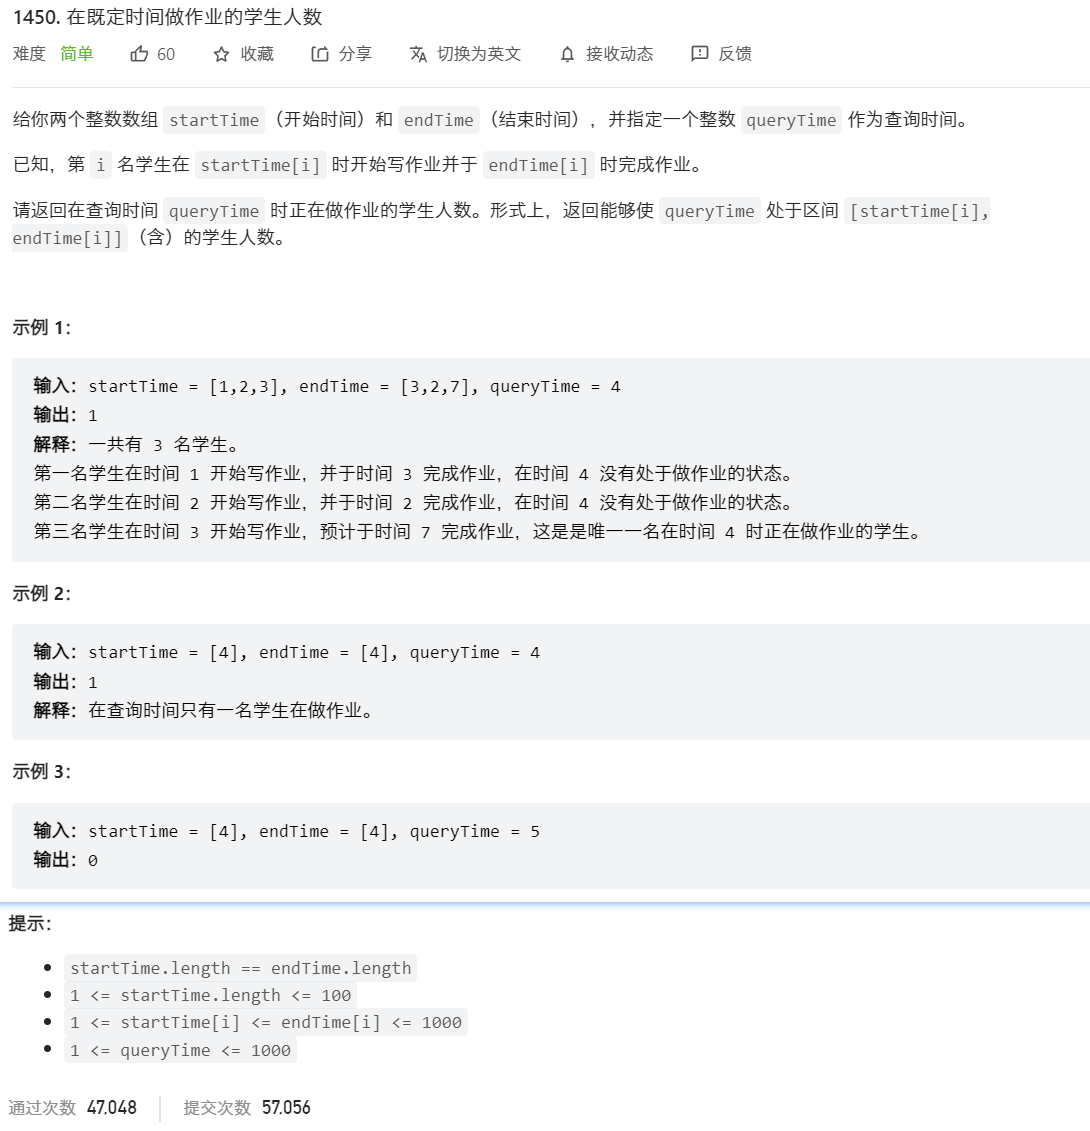 1450. 在既定时间做作业的学生人数
难度 简单 60 收藏 分享 切换为英文 接收动态 反馈
给你两个整数数组 startTime（开始时间）和 endTime（结束时间），并指定一个整数 queryTime 作为查询时间。
已知，第 i 名学生在 startTime[i] 时开始写作业并于 endTime[i] 时完成作业。
请返回在查询时间 queryTime 时正在做作业的学生人数。形式上，返回能够使 queryTime 处于区间 [startTime[i],
endTime[i]]（含）的学生人数。
示例 1：
输入：startTime = [1,2,3], endTime = [3,2,7], queryTime = 4
输出：1
解释：一共有 3 名学生。
第一名学生在时间 1 开始写作业，并于时间 3 完成作业，在时间 4 没有处于做作业的状态。
第二名学生在时间 2 开始写作业，并于时间 2 完成作业，在时间 4 没有处于做作业的状态。
第三名学生在时间 3 开始写作业，预计于时间 7 完成作业，这是是唯一一名在时间 4 时正在做作业的学生。
示例 2：
输入：startTime = [4], endTime = [4], queryTime = 4
输出：1
解释：在查询时间只有一名学生在做作业。
示例 3：
输入：startTime = [4], endTime = [4], queryTime = 5
输出：0
提示：
startTime.length == endTime.length
1 <= startTime.length <= 100
1 <= startTime[i] <= endTime[i] <= 1000
1 <= queryTime <= 1000
通过次数 47,048 提交次数 57,056